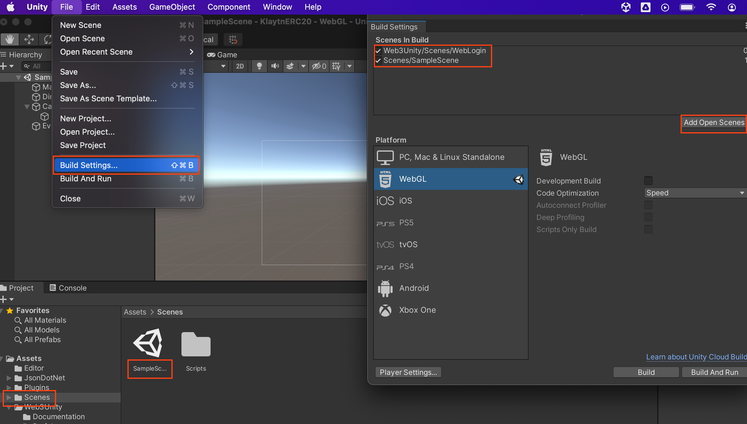 Unity File Edit Assets GameObject Component Window Help
SampleScene - KlaytnERC20 - WebGL - Un
New Scene ⌘ N
Open Scene ⌘ O
Open Recent Scene >
Save ⌘ S
Save As... ⇧ ⌘ S
Save As Scene Template...
New Project...
Open Project...
Save Project
Build Settings... ⇧ ⌘ B
Build And Run ⌘ B
Close ⌘ W
cal
Hierarchy
All
Game
2D
0
Sam
Ma
Dir
Ca
Ev
Build Settings
Scenes In Build
Web3Unity/Scenes/WebLogin 0
Scenes/SampleScene 1
Add Open Scenes
Platform
PC, Mac & Linux Standalone
WebGL
iOS iOS
PS5 PS5
tvOS tvOS
PS4 PS4
Android
Xbox One
WebGL
Development Build
Code Optimization Speed
Autoconnect Profiler
Deep Profiling
Scripts Only Build
Learn about Unity Cloud Build
Player Settings...
Build
Build And Run
Project Console
Favorites
All Materials
All Models
All Prefabs
Assets
Editor
JsonDotNet
Plugins
Scenes
Web3Unity
Documentation
Assets > Scenes
SampleSc...
Scripts